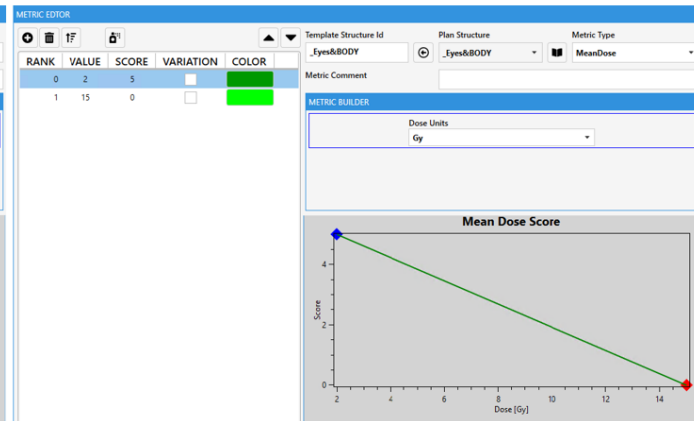 METRIC EDTOR
RANK VALUE SCORE VARIATION COLOR
0 2 5
1 15 0
Template Structure Id Plan Structure Metric Type
_Eyes&BODY _Eyes&BODY MeanDose
Metric Comment
METRIC BUILDER
Dose Units
Gy
Mean Dose Score
4
2
0
Score
2 4 6 8 10 12 14
Dose [Gy]